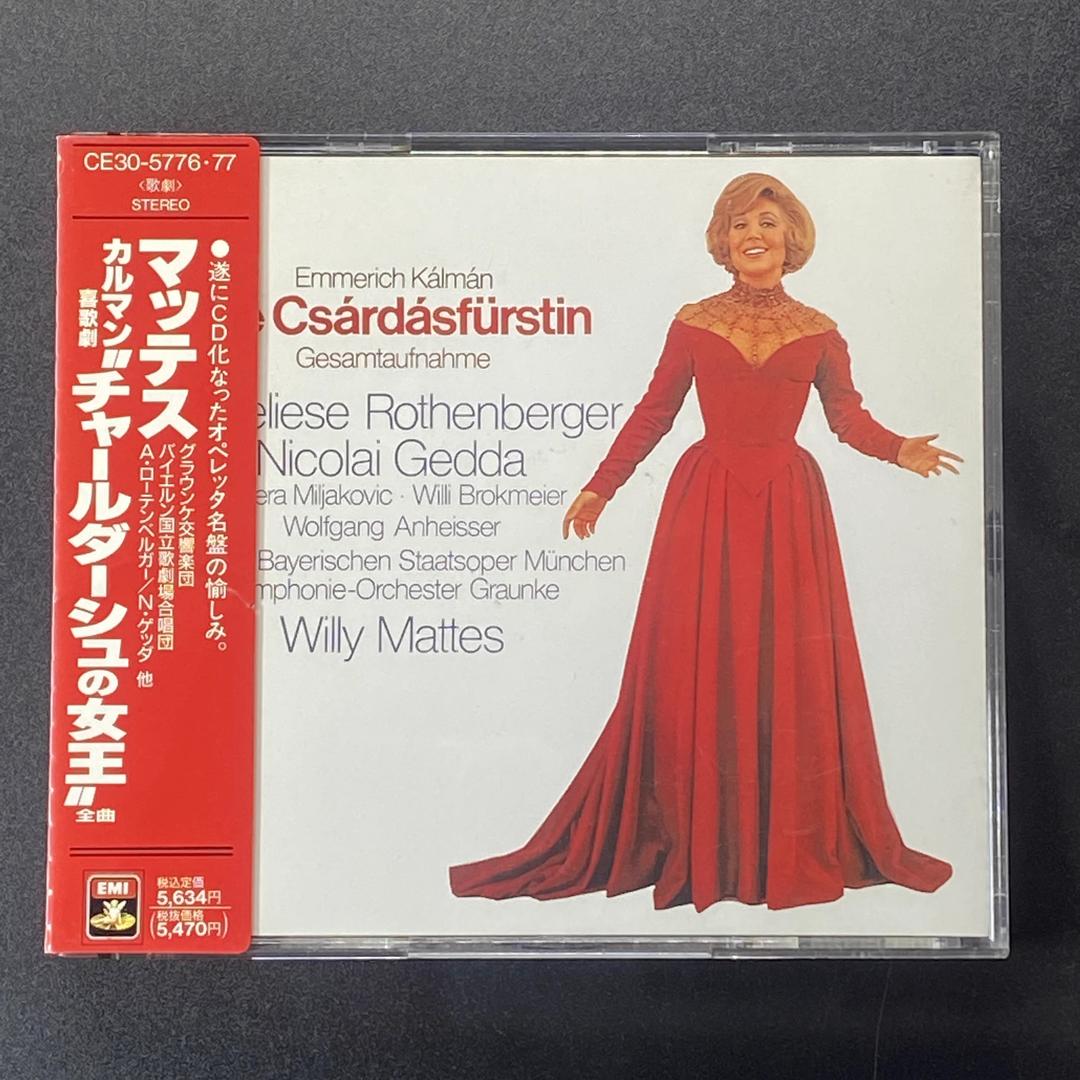 CE30-5776·77
〈歌劇〉
STEREO
●遂にCD化なったオペレッタ名盤の愉しみ。
マッテス
グラウンケ交響楽団
バイエルン国立歌劇場合唱団
A・ローテンベルガー/N・ゲッダ 他
カルマン
喜歌劇
"チャールダーシュの女王"
全曲
EMI
税込定価
5,634円
(税抜価格
5,470円)
Emmerich Kálmán
e Csárdásfürstin
Gesamtaufnahme
eliese Rothenberger
Nicolai Gedda
era Miljakovic · Willi Brokmeier
Wolfgang Anheisser
Bayerischen Staatsoper München
mphonie-Orchester Graunke
Willy Mattes